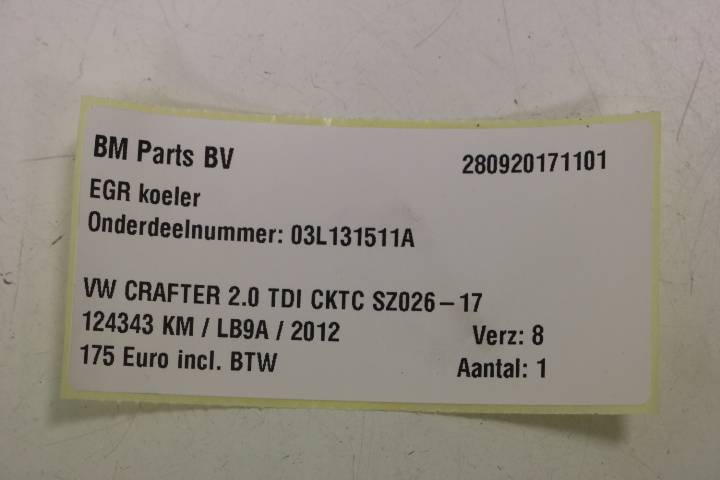 BM Parts BV 280920171101
EGR koeler
Onderdeelnummer: 03L131511A
VW CRAFTER 2.0 TDI CKTC SZ026-17
124343 KM / LB9A / 2012 Verz: 8
175 Euro incl. BTW Aantal: 1